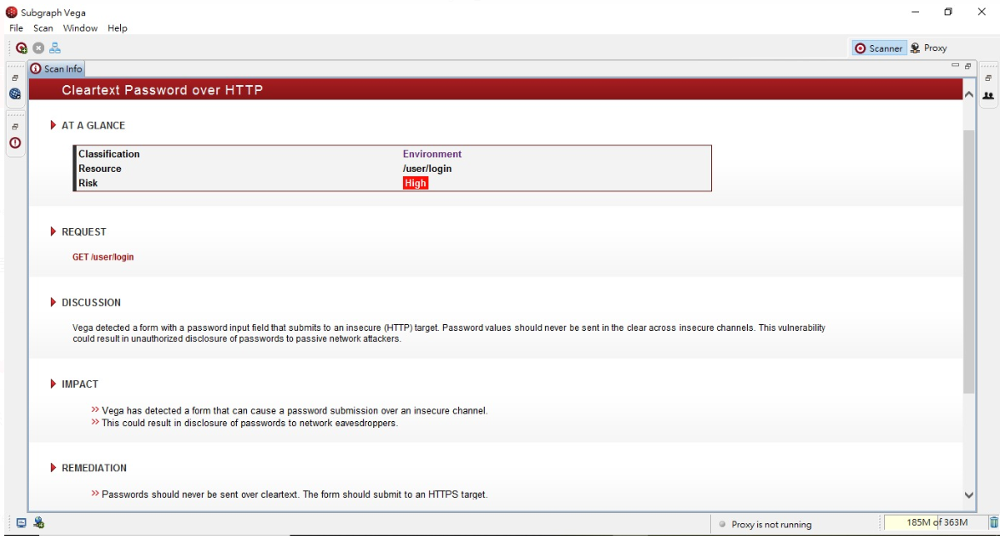 Subgraph Vega
File Scan Window Help
Scanner Proxy
Scan Info
Cleartext Password over HTTP
AT A GLANCE
Classification Environment
Resource /user/login
Risk High
REQUEST
GET /user/login
DISCUSSION
Vega detected a form with a password input field that submits to an insecure (HTTP) target. Password values should never be sent in the clear across insecure channels. This vulnerability
could result in unauthorized disclosure of passwords to passive network attackers.
IMPACT
Vega has detected a form that can cause a password submission over an insecure channel.
This could result in disclosure of passwords to network eavesdroppers.
REMEDIATION
Passwords should never be sent over cleartext. The form should submit to an HTTPS target.
Proxy is not running 185M of 363M